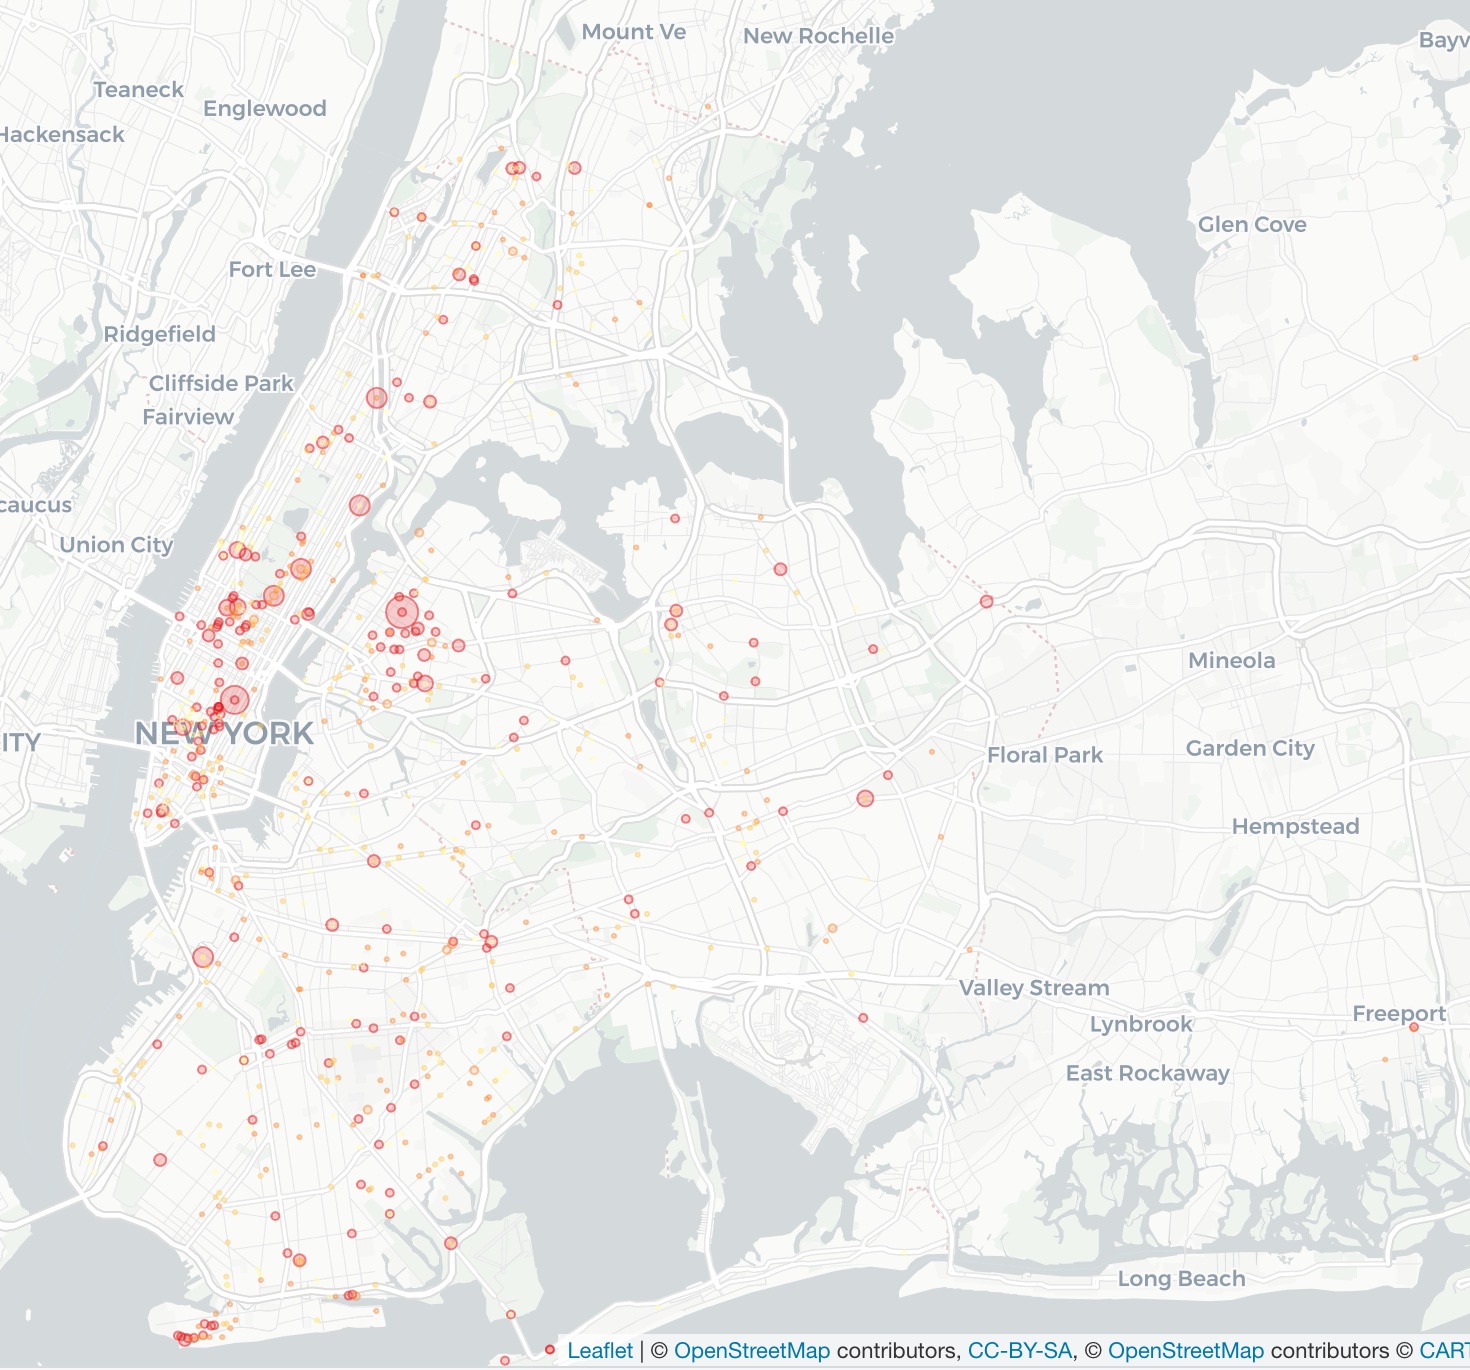 Mount Ve
New Rochelle
Bayv
Teaneck
Englewood
Hackensack
Glen Cove
Fort Lee
Ridgefield
Cliffside Park
Fairview
caucus
Union City
Mineola
NEW YORK
ITY
Floral Park
Garden City
Hempstead
Valley Stream
Lynbrook
Freeport
East Rockaway
Long Beach
Leaflet | © OpenStreetMap contributors, CC-BY-SA, © OpenStreetMap contributors © CART